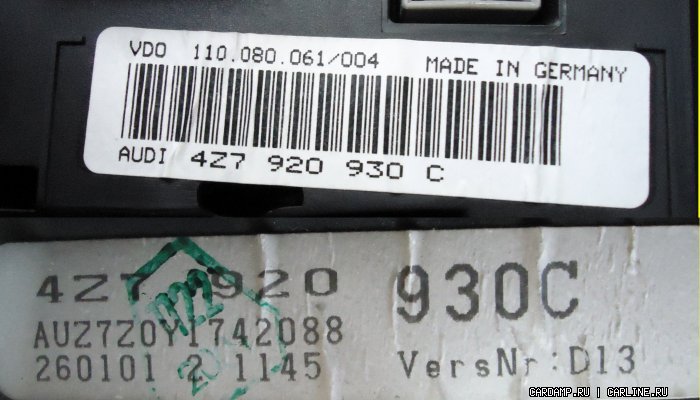 VDO 110.080.061/004 MADE IN GERMANY
AUDI 4Z7 920 930 C
4Z7 920 930C
AUZ7Z0Y1742088
260101 2 1145 VersNr:D13
D22
CARDAMP.RU | CARLINE.RU